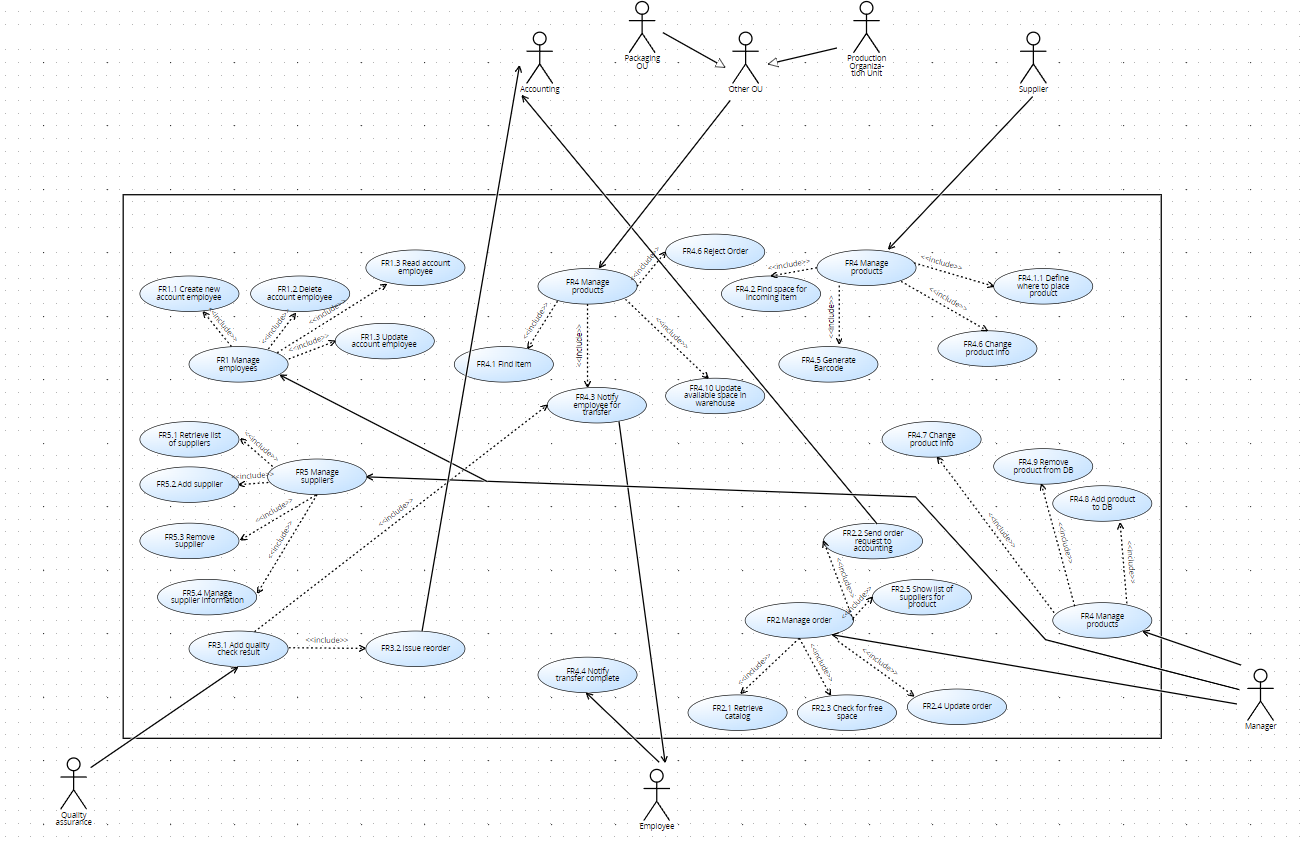 Packaging
OU
Accounting
Other OU
Production
Organiza-
tion Unit
Supplier
FR1.3 Read account
employee
FR1.1 Create new
account employee
FR1.2 Delete
account employee
FR1.3 Update
account employee
FR1 Manage
employees
<<include>>
<<include>>
<<include>>
<<include>>
FR4.6 Reject Order
FR4 Manage
products
FR4.1 Find item
FR4.3 Notify
employee for
transfer
FR4.10 Update
available space in
warehouse
<<include>>
<<include>>
<<include>>
<<include>>
FR4 Manage
products
FR4.2 Find space for
incoming item
FR4.1.1 Define
where to place
product
FR4.5 Generate
Barcode
FR4.6 Change
product info
<<include>>
<<include>>
<<include>>
<<include>>
FR5.1 Retrieve list
of suppliers
FR5 Manage
suppliers
FR5.2 Add supplier
FR5.3 Remove
supplier
FR5.4 Manage
supplier information
<<include>>
<<include>>
<<include>>
<<include>>
FR3.1 Add quality
check result
<<include>>
FR3.2 Issue reorder
<<include>>
FR4.7 Change
product info
FR4.9 Remove
product from DB
FR4.8 Add product
to DB
FR4 Manage
products
<<include>>
<<include>>
<<include>>
FR2.2 Send order
request to
accounting
FR2.5 Show list of
suppliers for
product
FR2 Manage order
FR2.1 Retrieve
catalog
FR2.3 Check for free
space
FR2.4 Update order
<<include>>
<<include>>
<<include>>
<<include>>
<<include>>
FR4.4 Notify
transfer complete
Manager
Quality
assurance
Employee